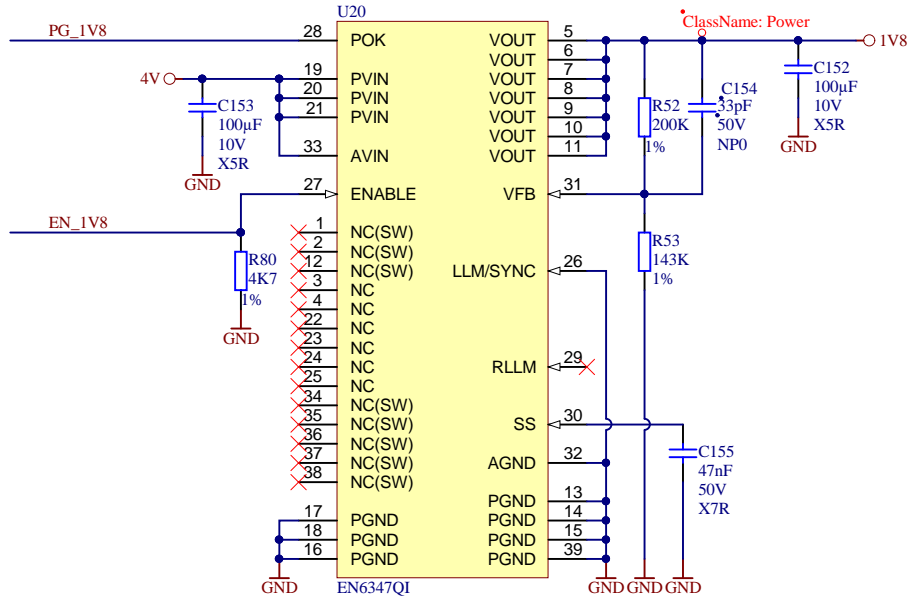 U20
ClassName: Power
PG_1V8
28
POK
VOUT
5
1V8
VOUT
6
4V
19
PVIN
VOUT
7
20
PVIN
VOUT
8
21
PVIN
VOUT
9
VOUT
10
33
AVIN
VOUT
11
C153
100µF
10V
X5R
GND
R52
200K
1%
C154
33pF
50V
NP0
C152
100µF
10V
X5R
GND
27
ENABLE
VFB
31
EN_1V8
1
NC(SW)
2
NC(SW)
12
NC(SW)
LLM/SYNC
26
3
NC
4
NC
22
NC
23
NC
24
NC
RLLM
29
25
NC
34
NC(SW)
35
NC(SW)
SS
30
36
NC(SW)
37
NC(SW)
AGND
32
38
NC(SW)
R80
4K7
1%
GND
R53
143K
1%
C155
47nF
50V
X7R
PGND
13
17
PGND
PGND
14
18
PGND
PGND
15
16
PGND
PGND
39
GND
EN6347QI
GND
GND
GND